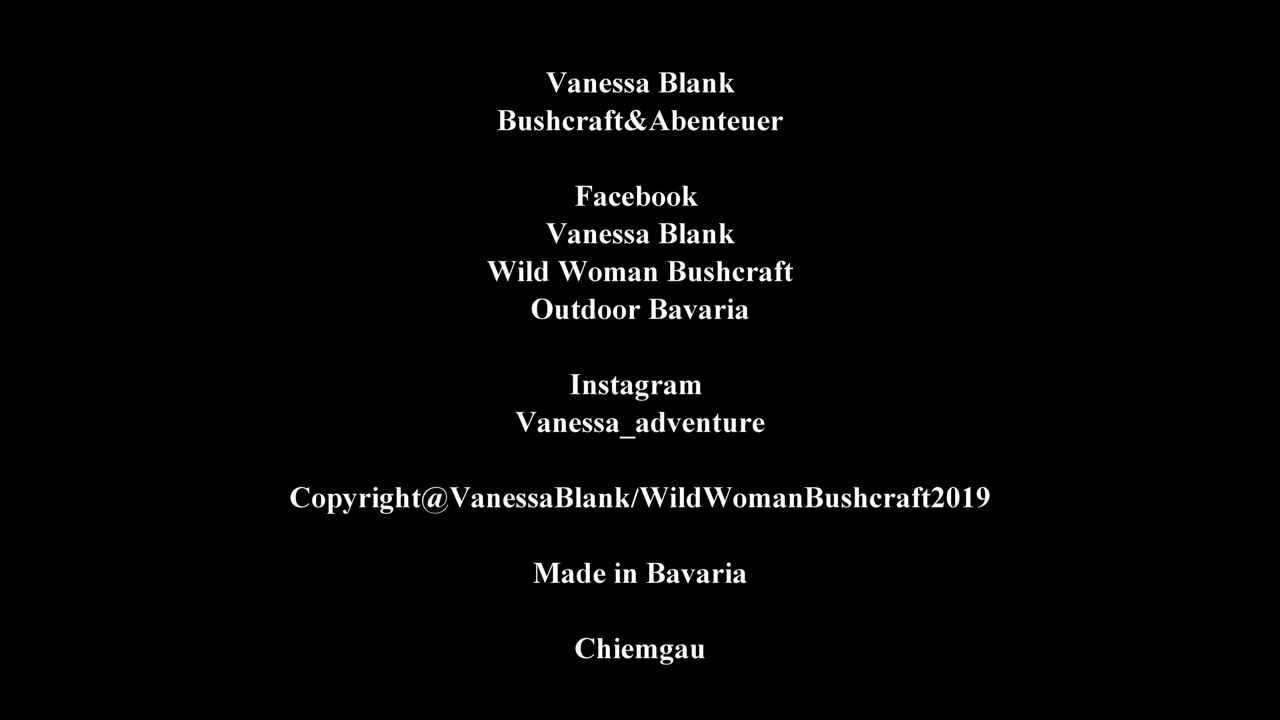 Vanessa Blank
Bushcraft&Abenteuer
Facebook
Vanessa Blank
Wild Woman Bushcraft
Outdoor Bavaria
Instagram
Vanessa_adventure
Copyright@VanessaBlank/WildWomanBushcraft2019
Made in Bavaria
Chiemgau